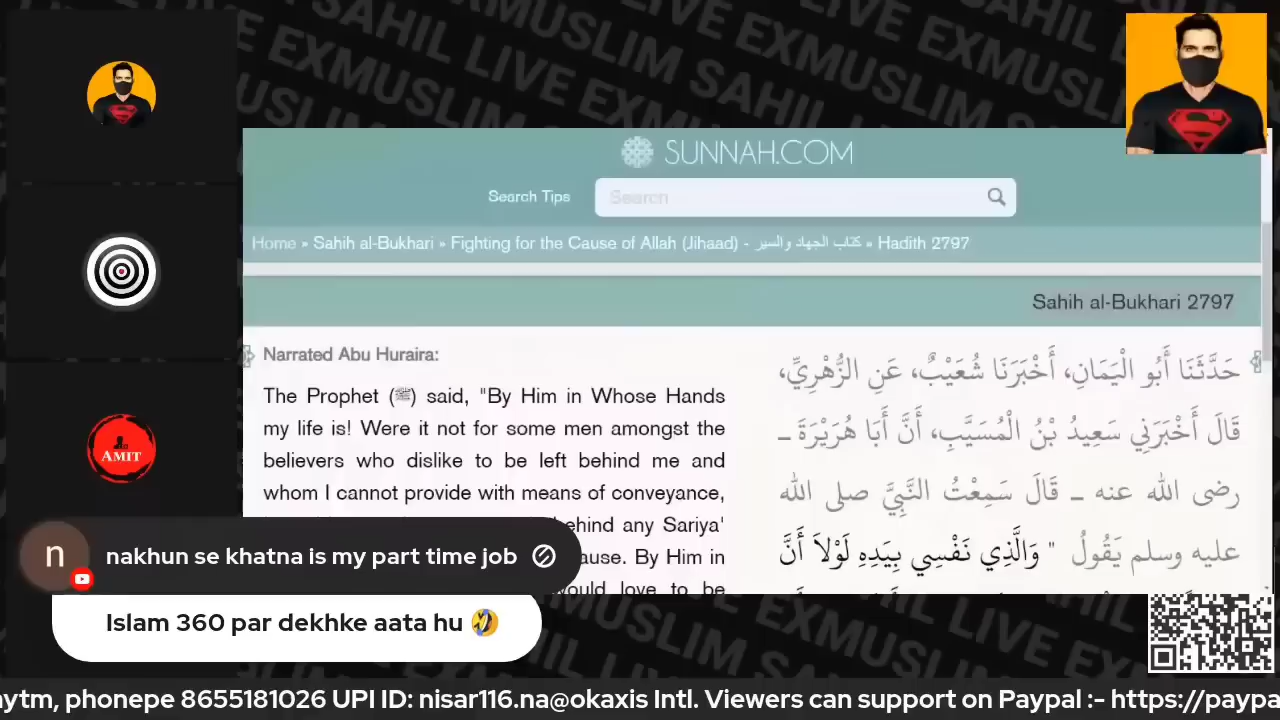 SUNNAH.COM
Search Tips
Search
Home » Sahih al-Bukhari » Fighting for the Cause of Allah (Jihaad) - كتاب الجهاد والسير » Hadith 2797
Sahih al-Bukhari 2797
Narrated Abu Huraira:
The Prophet (ﷺ) said, "By Him in Whose Hands
my life is! Were it not for some men amongst the
believers who dislike to be left behind me and
whom I cannot provide with means of conveyance,
behind any Sariya'
ause. By Him in
would love to be
حَدَّثَنَا أَبُو الْيَمَانِ، أَخْبَرَنَا شُعَيْبٌ، عَنِ الزُّهْرِيِّ،
قَالَ أَخْبَرَنِي سَعِيدُ بْنُ الْمُسَيَّبِ، أَنَّ أَبَا هُرَيْرَةَ ـ
رضى الله عنه ـ قَالَ سَمِعْتُ النَّبِيَّ صلى الله
عليه وسلم يَقُولُ ‏"‏ وَالَّذِي نَفْسِي بِيَدِهِ لَوْلاَ أَنَّ
AMIT
n
nakhun se khatna is my part time job
Islam 360 par dekhke aata hu 🤣
aytm, phonepe 8655181026 UPI ID: nisar116.na@okaxis Intl. Viewers can support on Paypal :- https://paypa